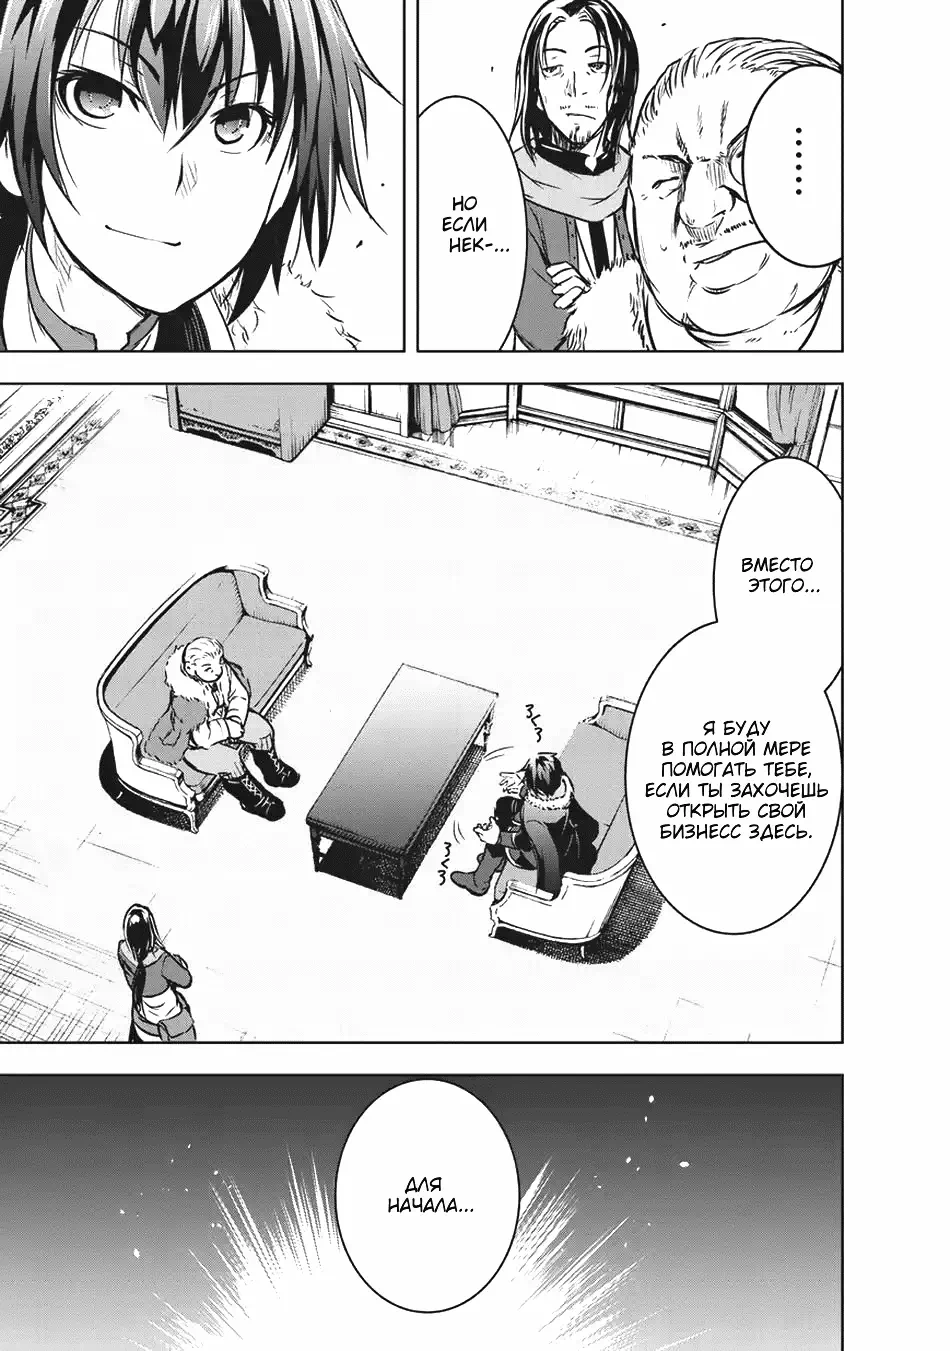 ......
НО
ЕСЛИ
НЕК-...
ВМЕСТО
ЭТОГО...
Я БУДУ
В ПОЛНОЙ МЕРЕ
ПОМОГАТЬ ТЕБЕ,
ЕСЛИ ТЫ ЗАХОЧЕШЬ
ОТКРЫТЬ СВОЙ
БИЗНЕСС ЗДЕСЬ.
ДЛЯ
НАЧАЛА...